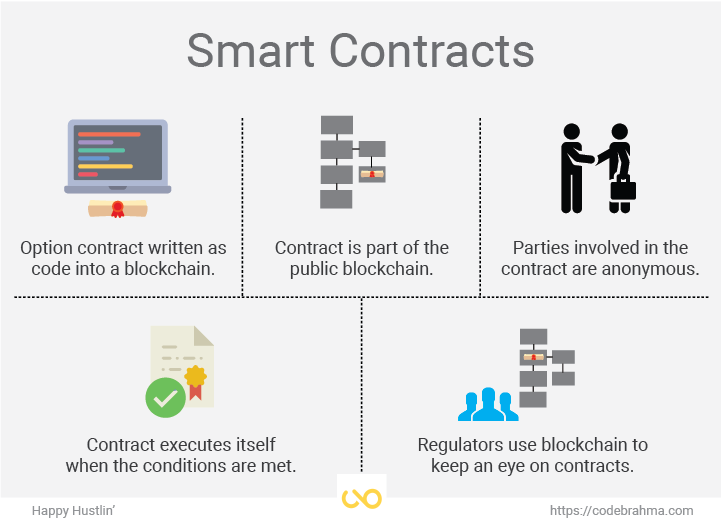 Smart Contracts
Option contract written as
code into a blockchain.
Contract is part of the
public blockchain.
Parties involved in the
contract are anonymous.
Contract executes itself
when the conditions are met.
Regulators use blockchain to
keep an eye on contracts.
Happy Hustlin’
https://codebrahma.com